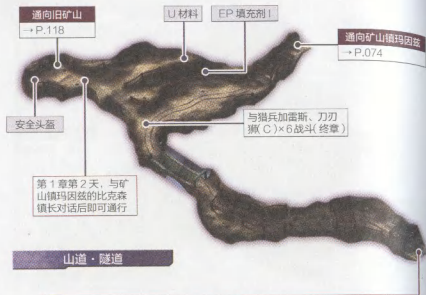 通向旧矿山
→P.118
U材料
EP填充剂Ⅰ
通向矿山镇玛因兹
→P.074
安全头盔
与猎兵加雷斯、刀刃
狮(C)×6战斗(终章)
第1章第2天，与矿
山镇玛因兹的比克森
镇长对话后即可通行
山道·隧道